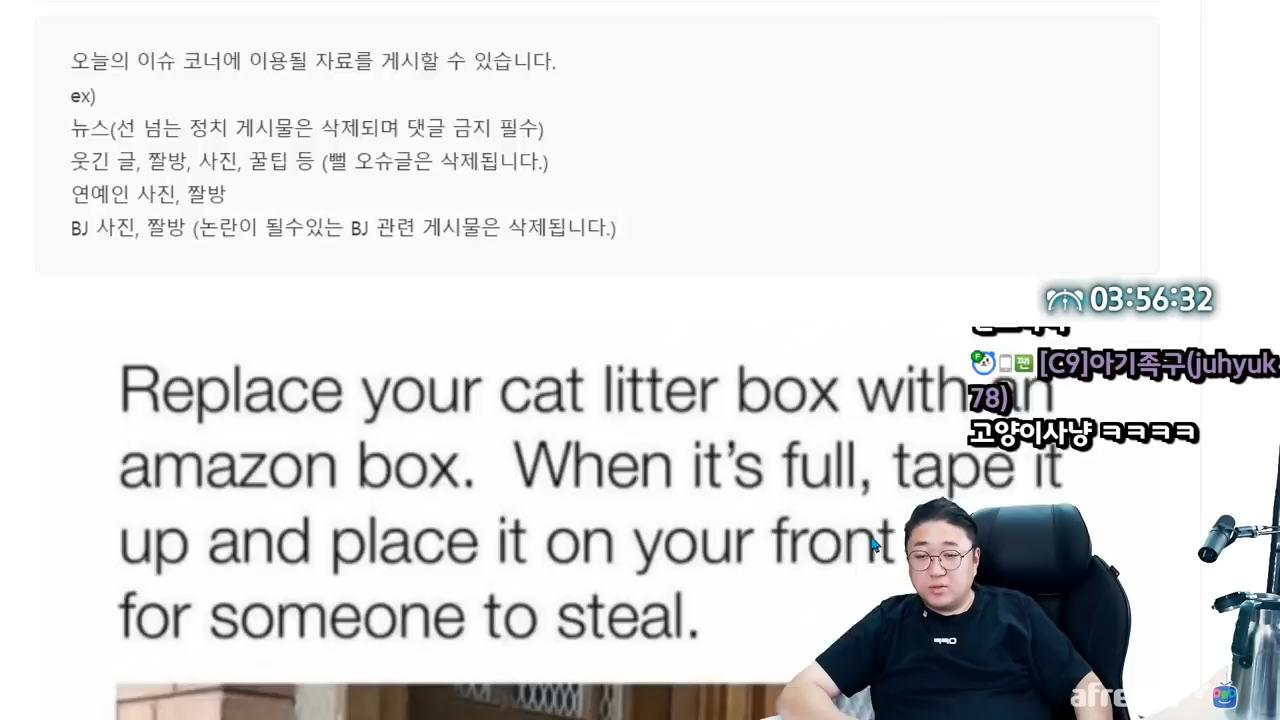 오늘의 이슈 코너에 이용될 자료를 게시할 수 있습니다.
ex)
뉴스(선 넘는 정치 게시물은 삭제되며 댓글 금지 필수)
웃긴 글, 짤방, 사진, 꿀팁 등 (뻘 오슈글은 삭제됩니다.)
연예인 사진, 짤방
BJ 사진, 짤방 (논란이 될수있는 BJ 관련 게시물은 삭제됩니다.)
03:56:32
[C9]아기족구(juhyuk
78)
고양이사냥 ㅋㅋㅋㅋ
Replace your cat litter box with an
amazon box. When it's full, tape it
up and place it on your front
for someone to steal.